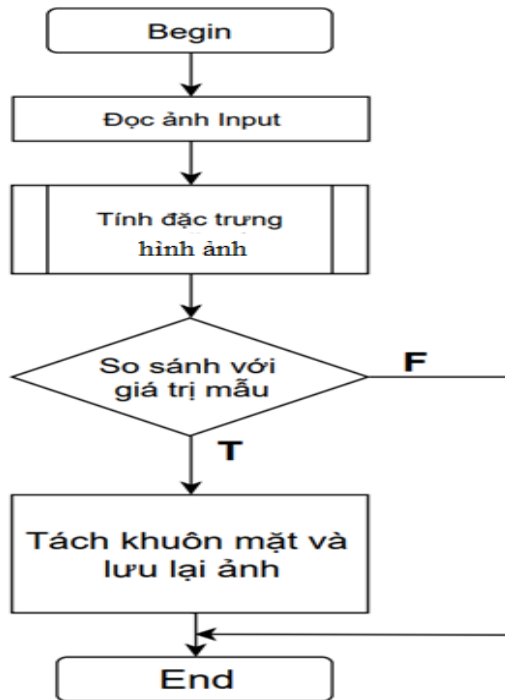 Begin
Đọc ảnh Input
Tính đặc trưng
hình ảnh
So sánh với
giá trị mẫu
F
T
Tách khuôn mặt và
lưu lại ảnh
End